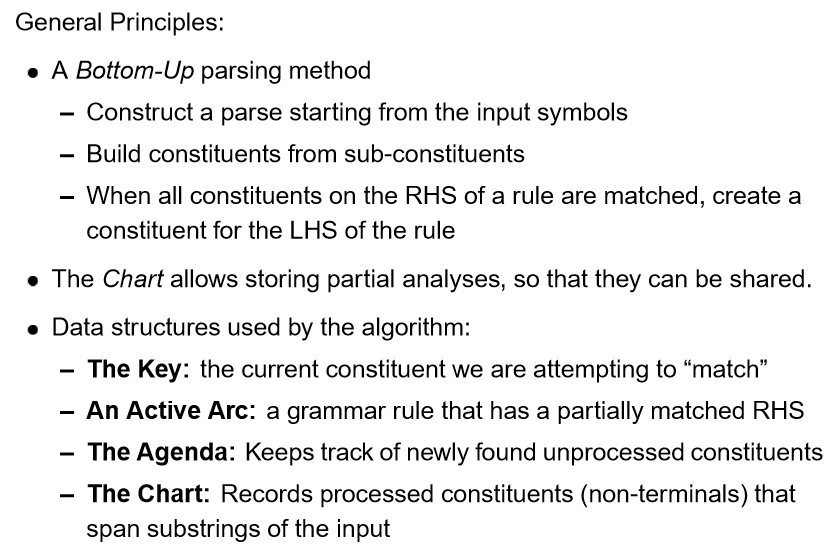 General Principles:
• A Bottom-Up parsing method
– Construct a parse starting from the input symbols
– Build constituents from sub-constituents
– When all constituents on the RHS of a rule are matched, create a
constituent for the LHS of the rule
• The Chart allows storing partial analyses, so that they can be shared.
• Data structures used by the algorithm:
– The Key: the current constituent we are attempting to “match”
– An Active Arc: a grammar rule that has a partially matched RHS
– The Agenda: Keeps track of newly found unprocessed constituents
– The Chart: Records processed constituents (non-terminals) that
span substrings of the input